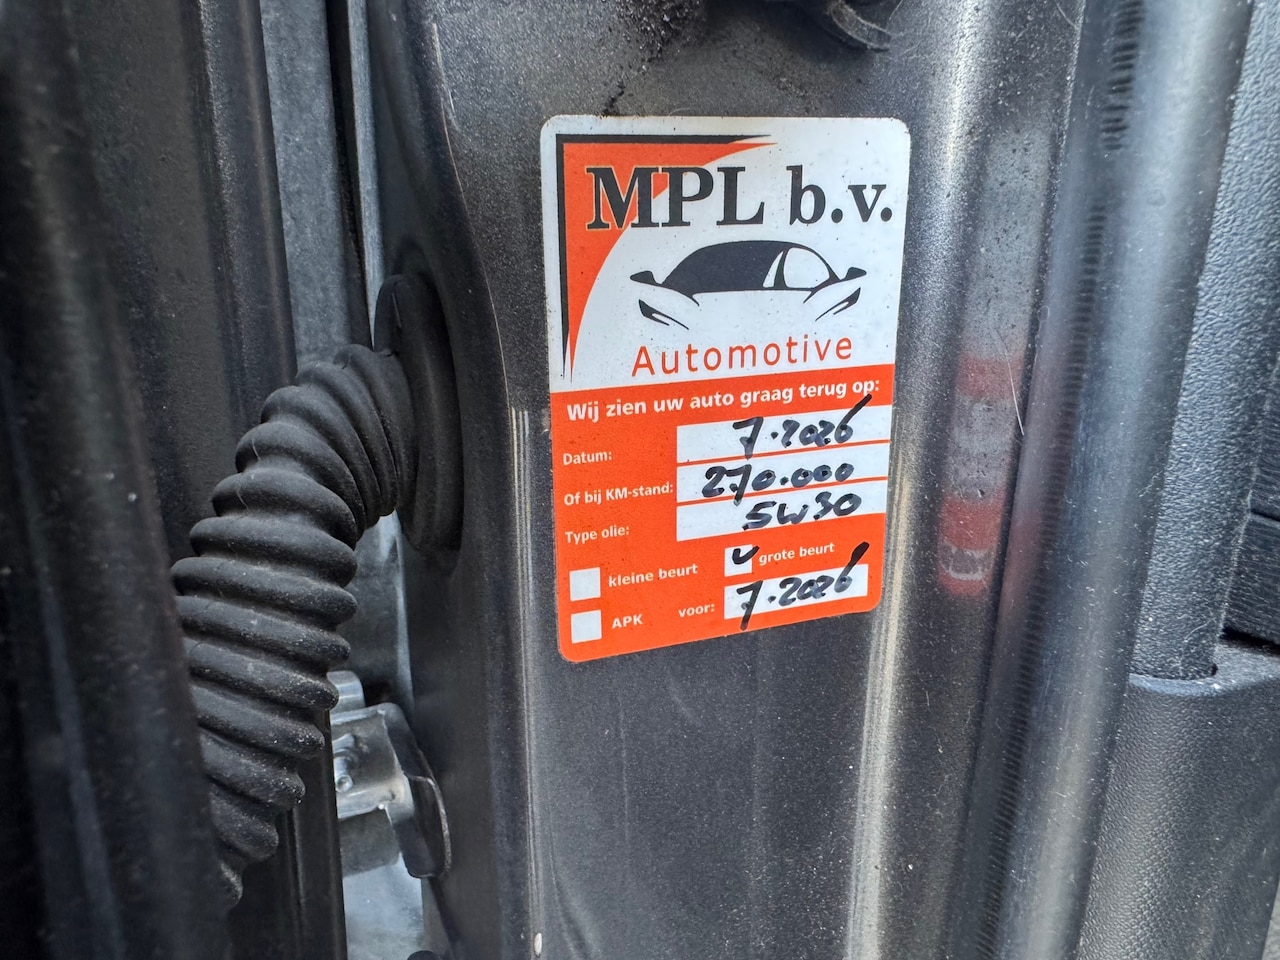 MPL b.v.
Automotive
Wij zien uw auto graag terug op:
Datum: 7.2026
Of bij KM-stand: 270.000
Type olie: 5W30
kleine beurt grote beurt
APK voor: 7.2026